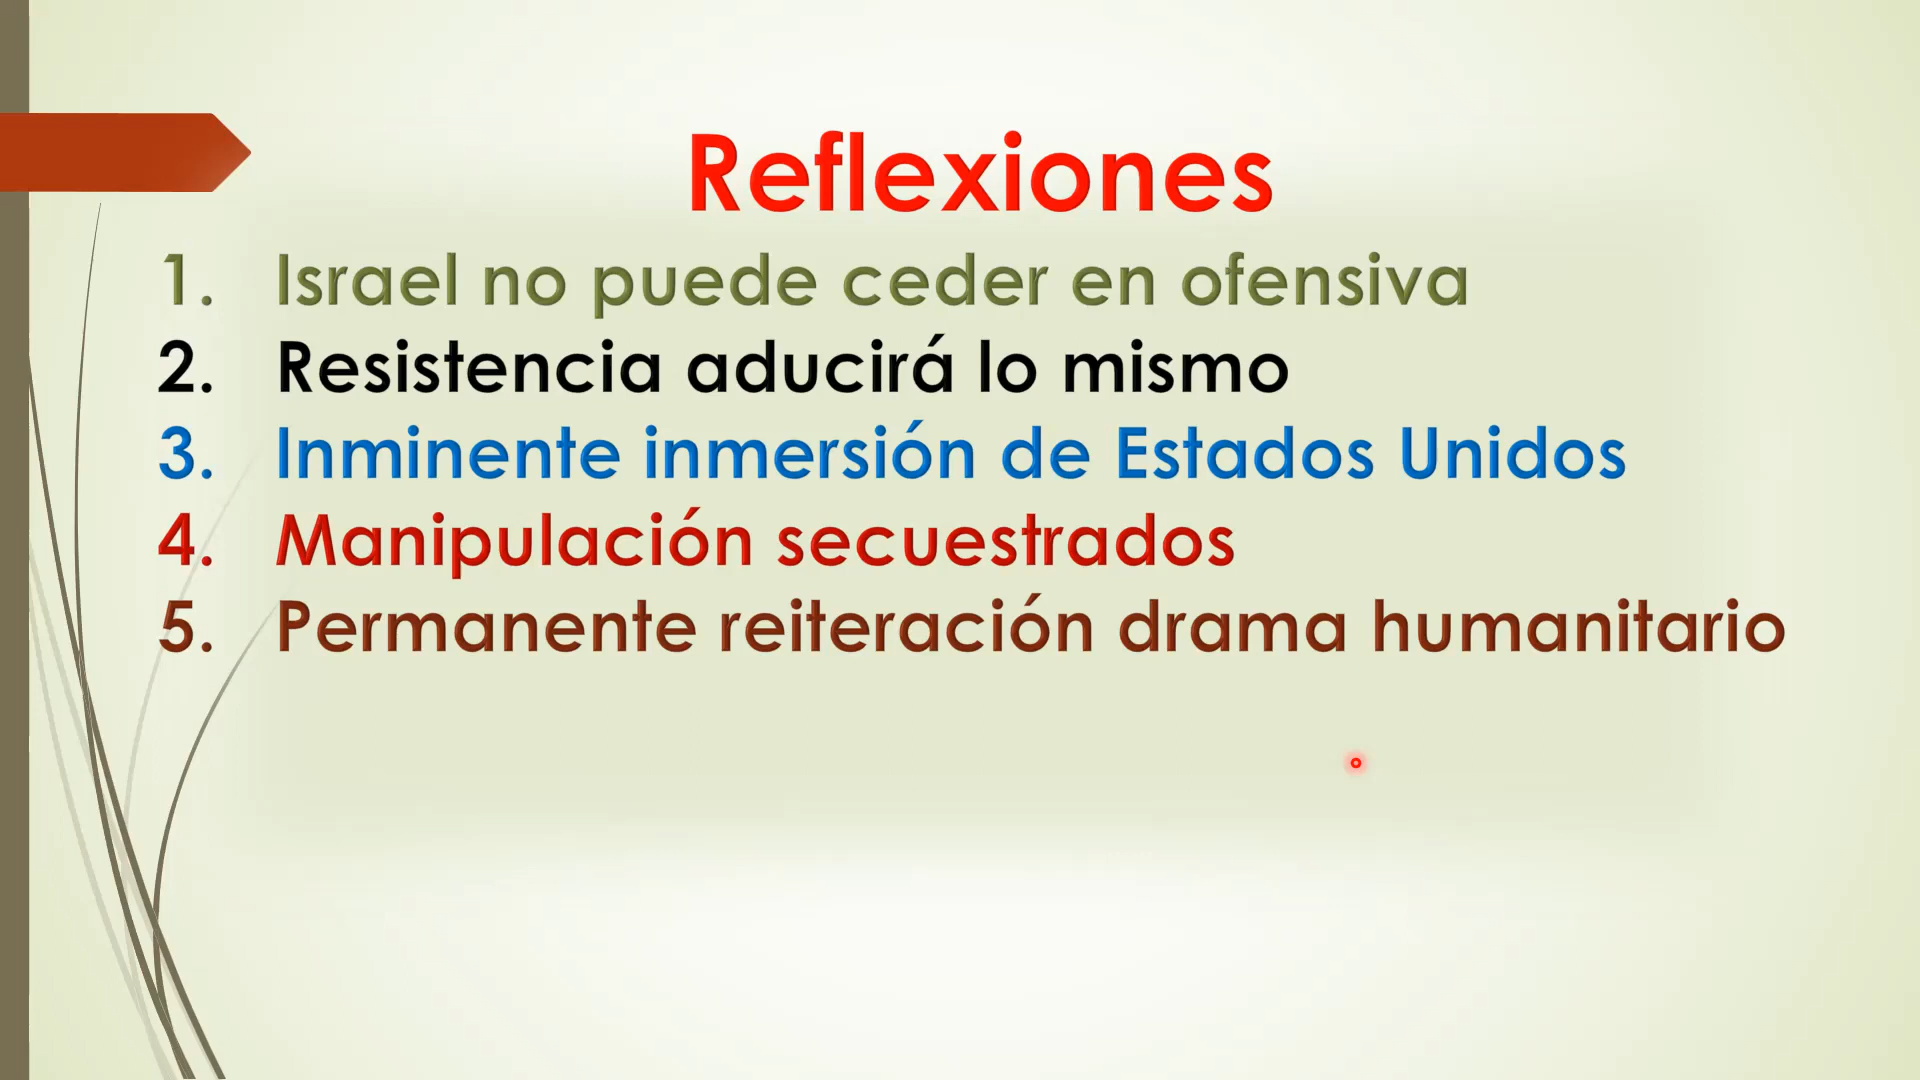 Reflexiones
1. Israel no puede ceder en ofensiva
2. Resistencia aducirá lo mismo
3. Inminente inmersión de Estados Unidos
4. Manipulación secuestrados
5. Permanente reiteración drama humanitario